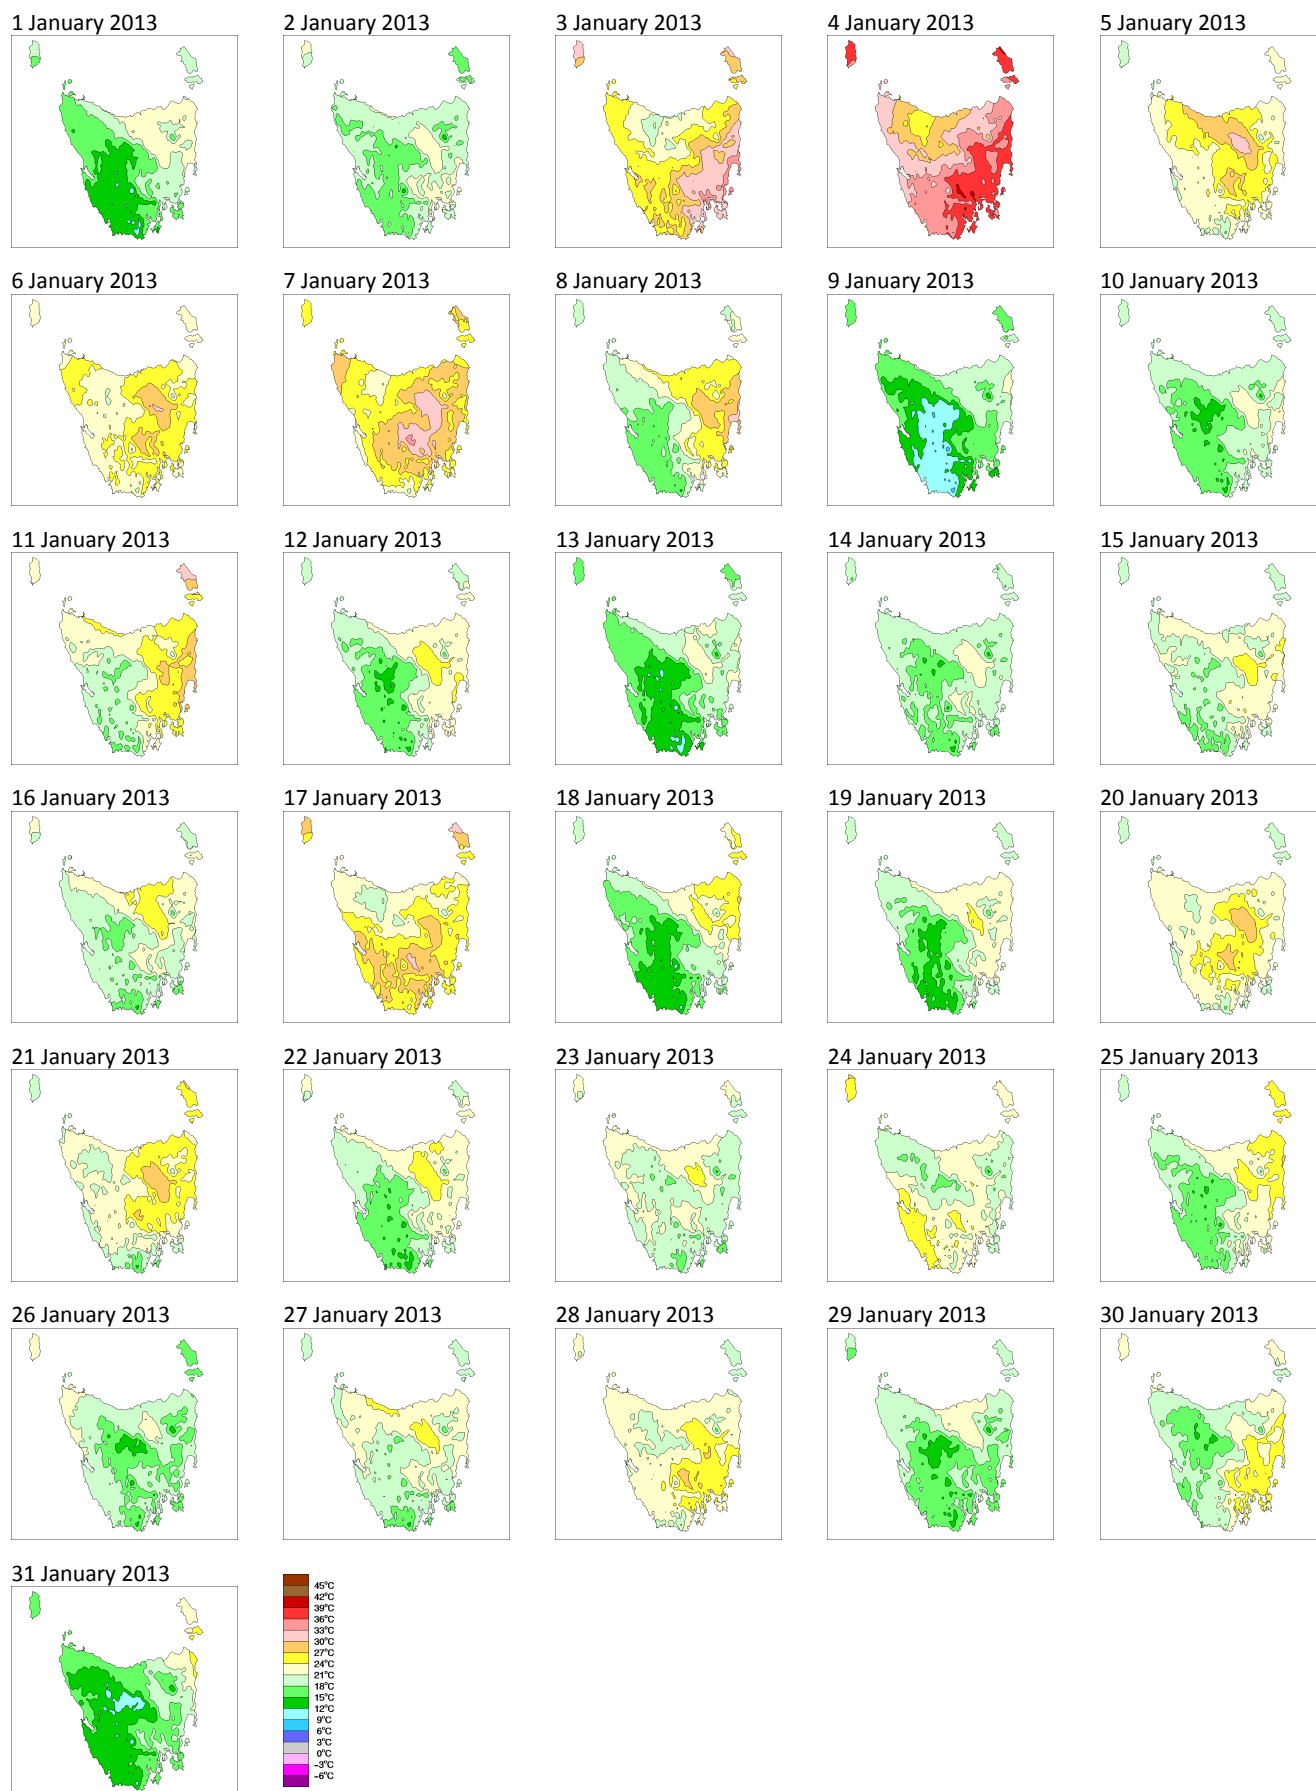 1 January 2013
2 January 2013
3 January 2013
4 January 2013
5 January 2013
6 January 2013
7 January 2013
8 January 2013
9 January 2013
10 January 2013
11 January 2013
12 January 2013
13 January 2013
14 January 2013
15 January 2013
16 January 2013
17 January 2013
18 January 2013
19 January 2013
20 January 2013
21 January 2013
22 January 2013
23 January 2013
24 January 2013
25 January 2013
26 January 2013
27 January 2013
28 January 2013
29 January 2013
30 January 2013
31 January 2013
45°C
42°C
39°C
36°C
33°C
30°C
27°C
24°C
21°C
18°C
15°C
12°C
9°C
6°C
3°C
0°C
-3°C
-6°C